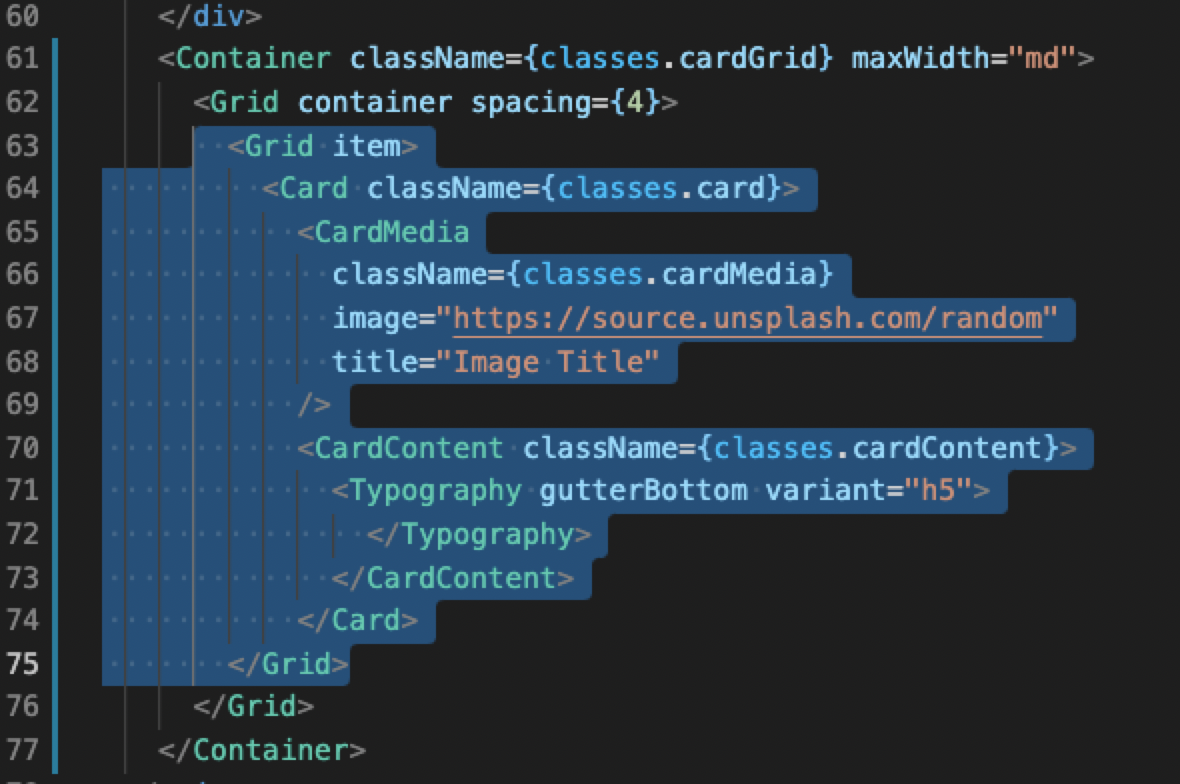 60 </div>
61 <Container className={classes.cardGrid} maxWidth="md">
62 <Grid container spacing={4}>
63 <Grid item>
64 <Card className={classes.card}>
65 <CardMedia
66 className={classes.cardMedia}
67 image="https://source.unsplash.com/random"
68 title="Image Title"
69 />
70 <CardContent className={classes.cardContent}>
71 <Typography gutterBottom variant="h5">
72 </Typography>
73 </CardContent>
74 </Card>
75 </Grid>
76 </Grid>
77 </Container>